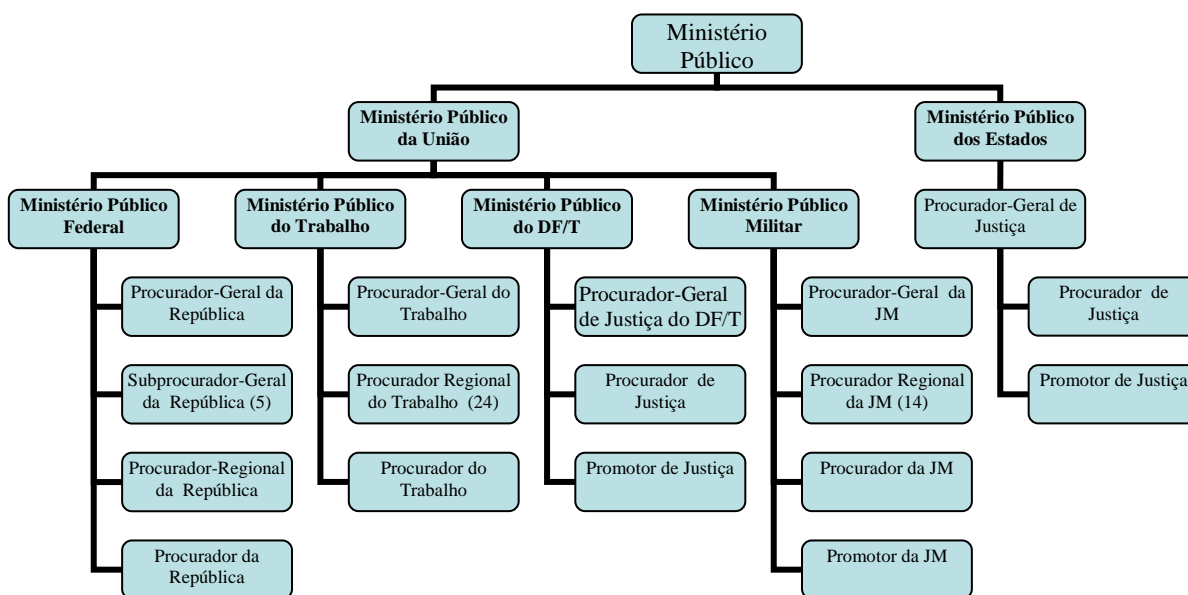 Ministério
Público
Ministério Público
da União
Ministério Público
dos Estados
Ministério Público
Federal
Ministério Público
do Trabalho
Ministério Público
do DF/T
Ministério Público
Militar
Procurador-Geral de
Justiça
Procurador-Geral da
República
Procurador-Geral do
Trabalho
Procurador-Geral
de Justiça do DF/T
Procurador-Geral da
JM
Procurador de
Justiça
Subprocurador-Geral
da República (5)
Procurador Regional
do Trabalho (24)
Procurador de
Justiça
Procurador Regional
da JM (14)
Promotor de Justiça
Procurador-Regional
da República
Procurador do
Trabalho
Promotor de Justiça
Procurador da JM
Procurador da
República
Promotor da JM